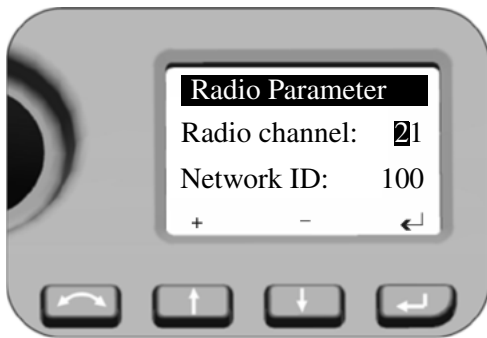 Radio Parameter
Radio channel: 21
Network ID: 100
+ − ↵